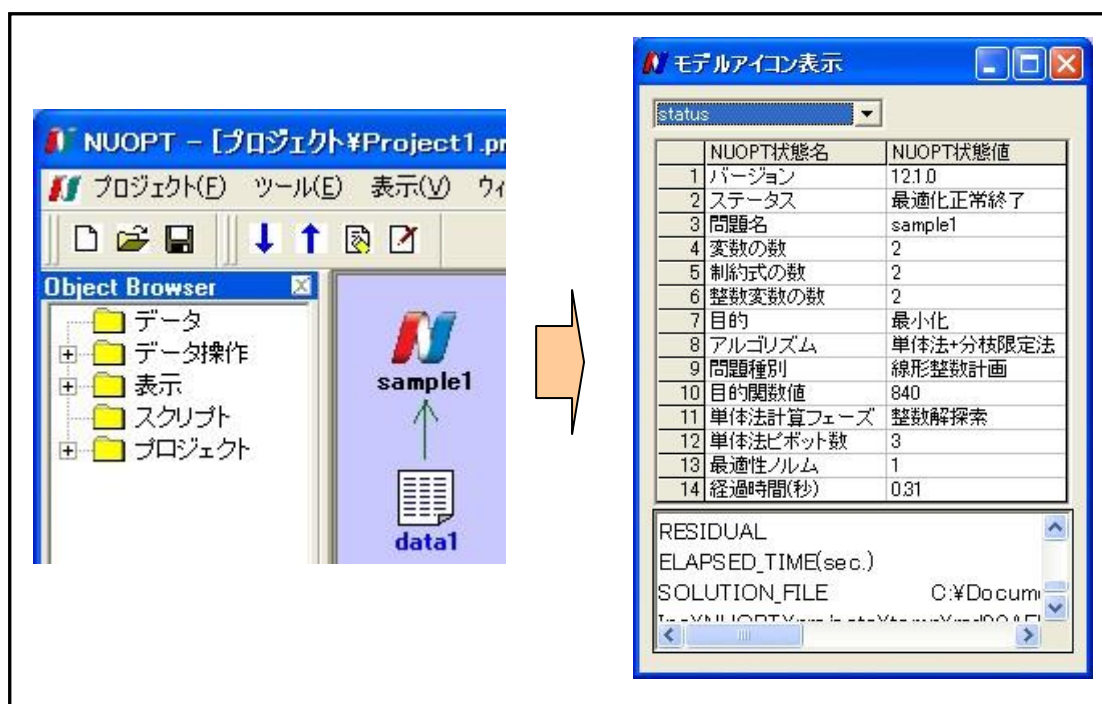 NUOPT - [プロジェクト¥Project1.pr
プロジェクト(F) ツール(E) 表示(V) ウィ
Object Browser
データ
データ操作
表示
スクリプト
プロジェクト
sample1
data1
モデルアイコン表示
status
NUOPT状態名 NUOPT状態値
1 バージョン 12.1.0
2 ステータス 最適化正常終了
3 問題名 sample1
4 変数の数 2
5 制約式の数 2
6 整数変数の数 2
7 目的 最小化
8 アルゴリズム 単体法+分枝限定法
9 問題種別 線形整数計画
10 目的関数値 840
11 単体法計算フェーズ 整数解探索
12 単体法ピボット数 3
13 最適性ノルム 1
14 経過時間(秒) 0.31
RESIDUAL
ELAPSED_TIME(sec.)
SOLUTION_FILE C:¥Docum